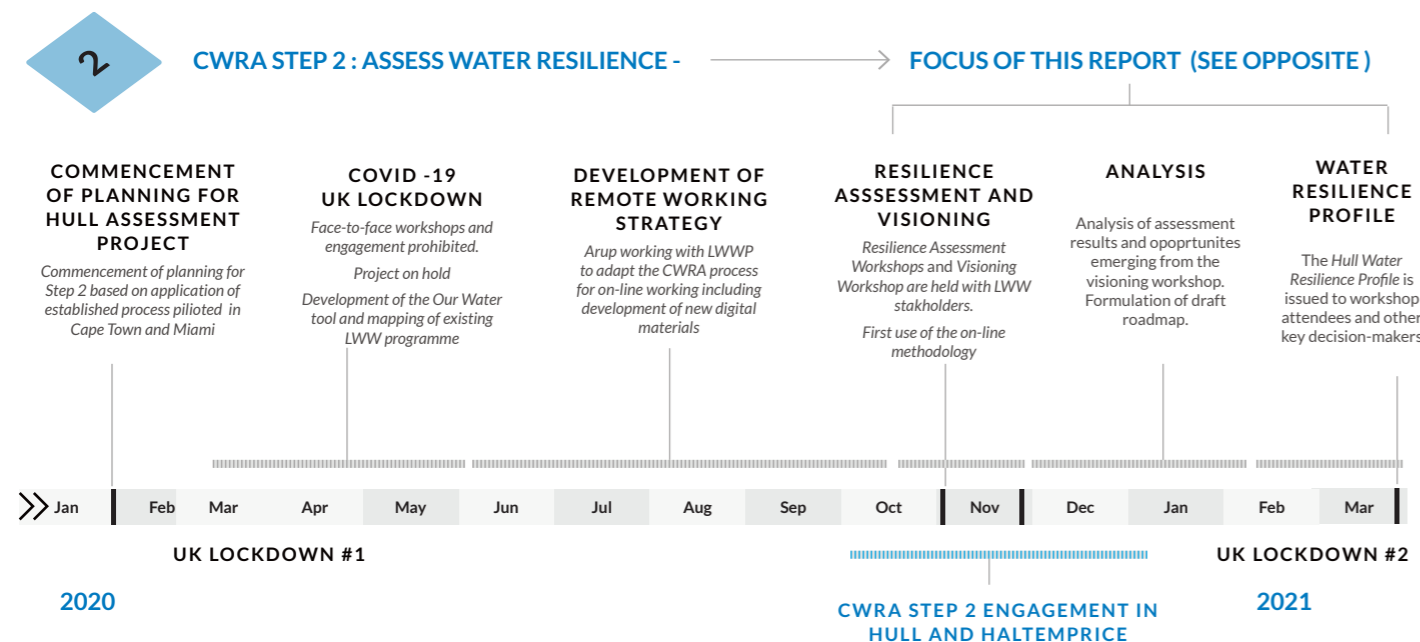 2
CWRA STEP 2 : ASSESS WATER RESILIENCE -
FOCUS OF THIS REPORT (SEE OPPOSITE )
COMMENCEMENT
OF PLANNING FOR
HULL ASSESSMENT
PROJECT
Commencement of planning for
Step 2 based on application of
established process pilioted in
Cape Town and Miami
COVID -19
UK LOCKDOWN
Face-to-face workshops and
engagement prohibited.
Project on hold
Development of the Our Water
tool and mapping of existing
LWW programme
DEVELOPMENT OF
REMOTE WORKING
STRATEGY
Arup working with LWWP
to adapt the CWRA process
for on-line working including
development of new digital
materials
RESILIENCE
ASSSESSMENT AND
VISIONING
Resilience Assessment
Workshops and Visioning
Workshop are held with LWW
stakholders.
First use of the on-line
methodology
ANALYSIS
Analysis of assessment
results and opoprtunites
emerging from the
visioning workshop.
Formulation of draft
roadmap.
WATER
RESILIENCE
PROFILE
The Hull Water
Resilience Profile is
issued to workshop
attendees and other
key decision-makers
Jan Feb Mar Apr May Jun Jul Aug Sep Oct Nov Dec Jan Feb Mar
UK LOCKDOWN #1
UK LOCKDOWN #2
2020
CWRA STEP 2 ENGAGEMENT IN
HULL AND HALTEMPRICE
2021